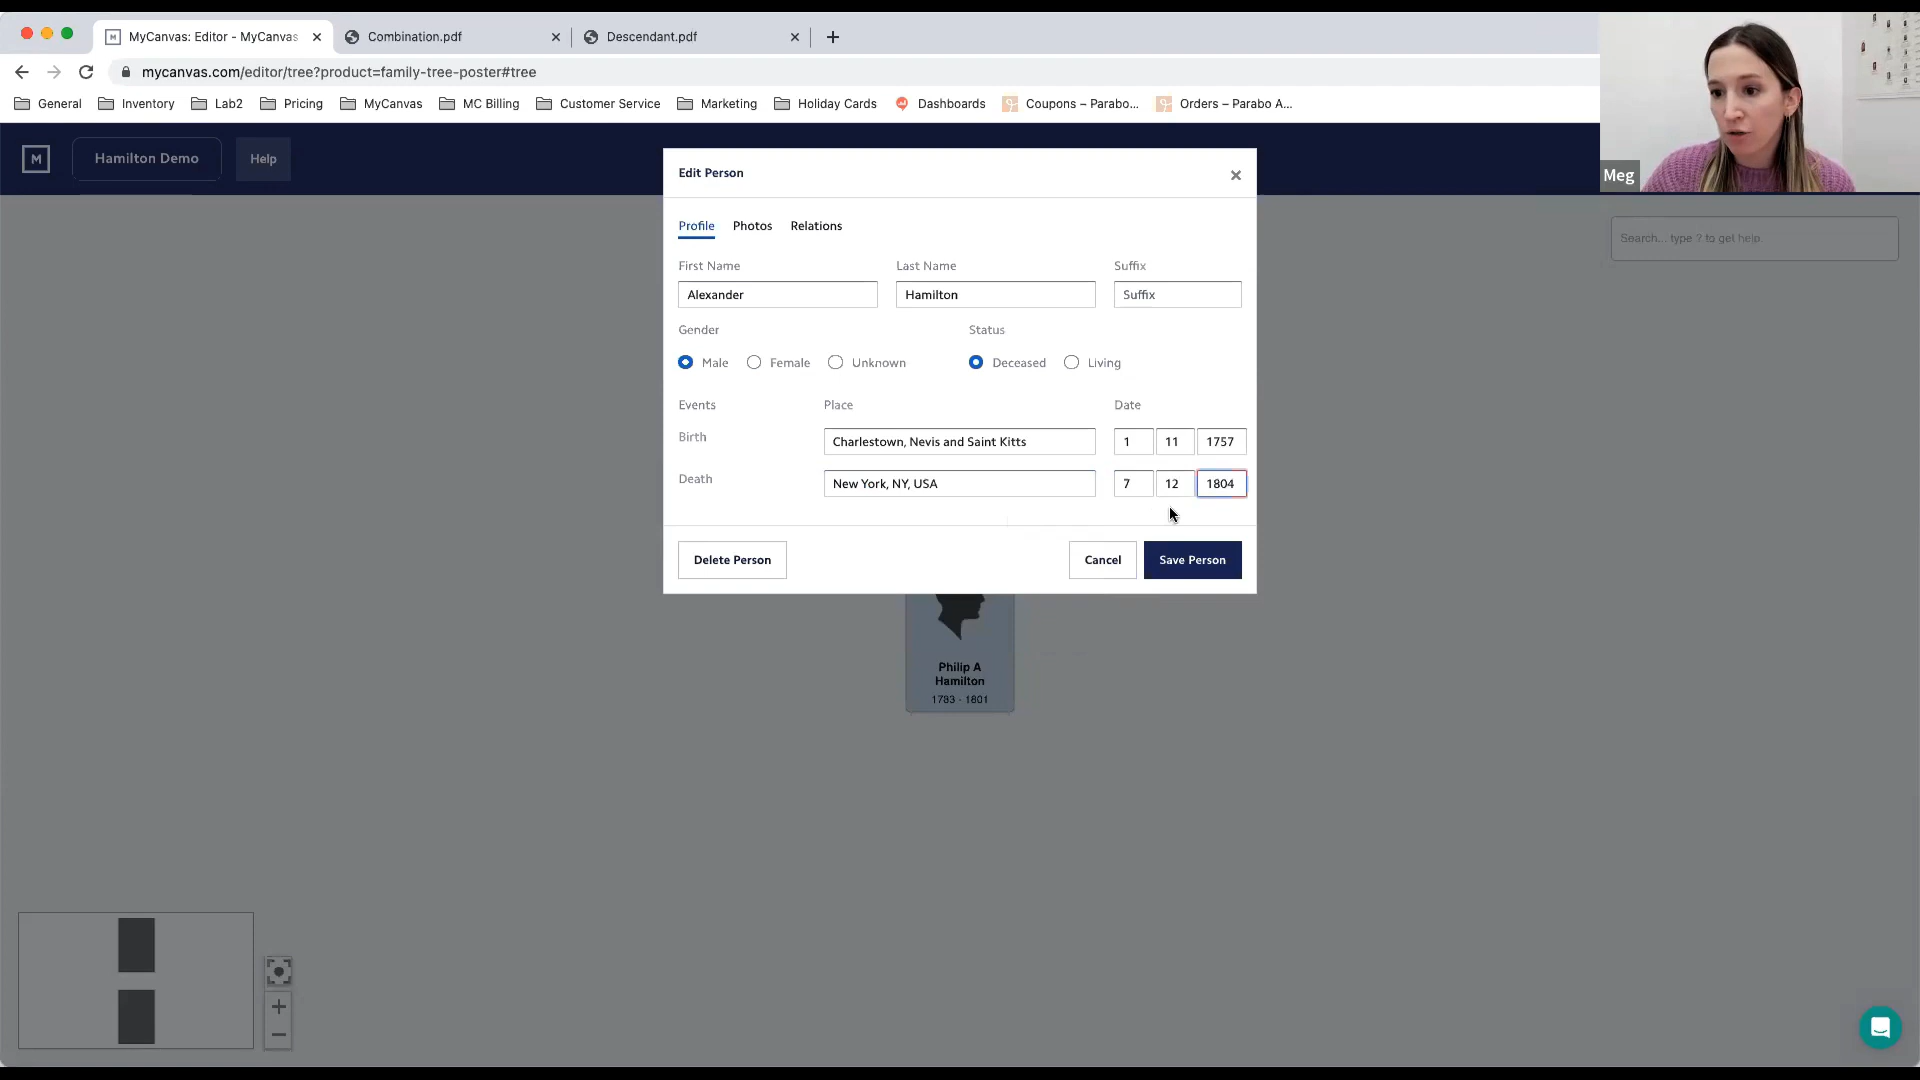 MyCanvas: Editor - MyCanvas
Combination.pdf
Descendant.pdf
mycanvas.com/editor/tree?product=family-tree-poster#tree
General
Inventory
Lab2
Pricing
MyCanvas
MC Billing
Customer Service
Marketing
Holiday Cards
Dashboards
Coupons – Parabo...
Orders – Parabo A...
M
Hamilton Demo
Help
Meg
Search... type ? to get help.
Edit Person
Profile Photos Relations
First Name Last Name Suffix
Alexander Hamilton Suffix
Gender Status
Male Female Unknown Deceased Living
Events Place Date
Birth Charlestown, Nevis and Saint Kitts 1 11 1757
Death New York, NY, USA 7 12 1804
Delete Person Cancel Save Person
Philip A
Hamilton
1783 - 1801